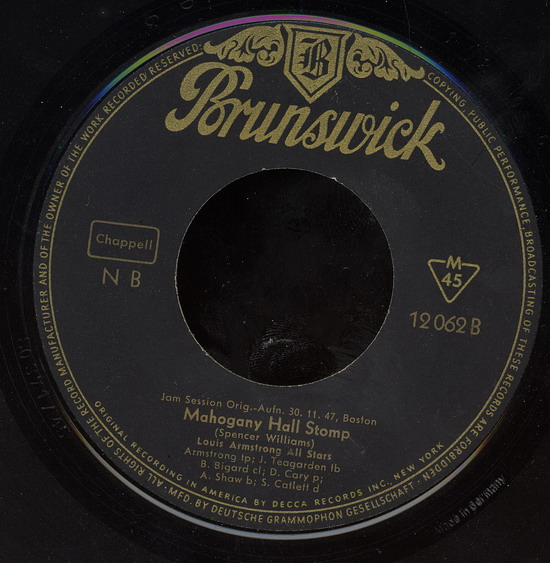 B
Brunswick
ALL RIGHTS OF THE RECORD MANUFACTURER AND OF THE OWNER OF THE WORK RECORDED RESERVED:
COPYING, PUBLIC PERFORMANCE, BROADCASTING OF THESE RECORDS ARE FORBIDDEN
Chappell
N B
M
45
12 062 B
Jam Session Orig.-Aufn. 30. 11. 47, Boston
Mahogany Hall Stomp
(Spencer Williams)
Louis Armstrong All Stars
Armstrong tp; J. Teagarden tb
B. Bigard cl; D. Cary p;
A. Shaw b; S. Catlett d
ORIGINAL RECORDING IN AMERICA BY DECCA RECORDS INC., NEW YORK
MFD. BY DEUTSCHE GRAMMOPHON GESELLSCHAFT
Made in Germany